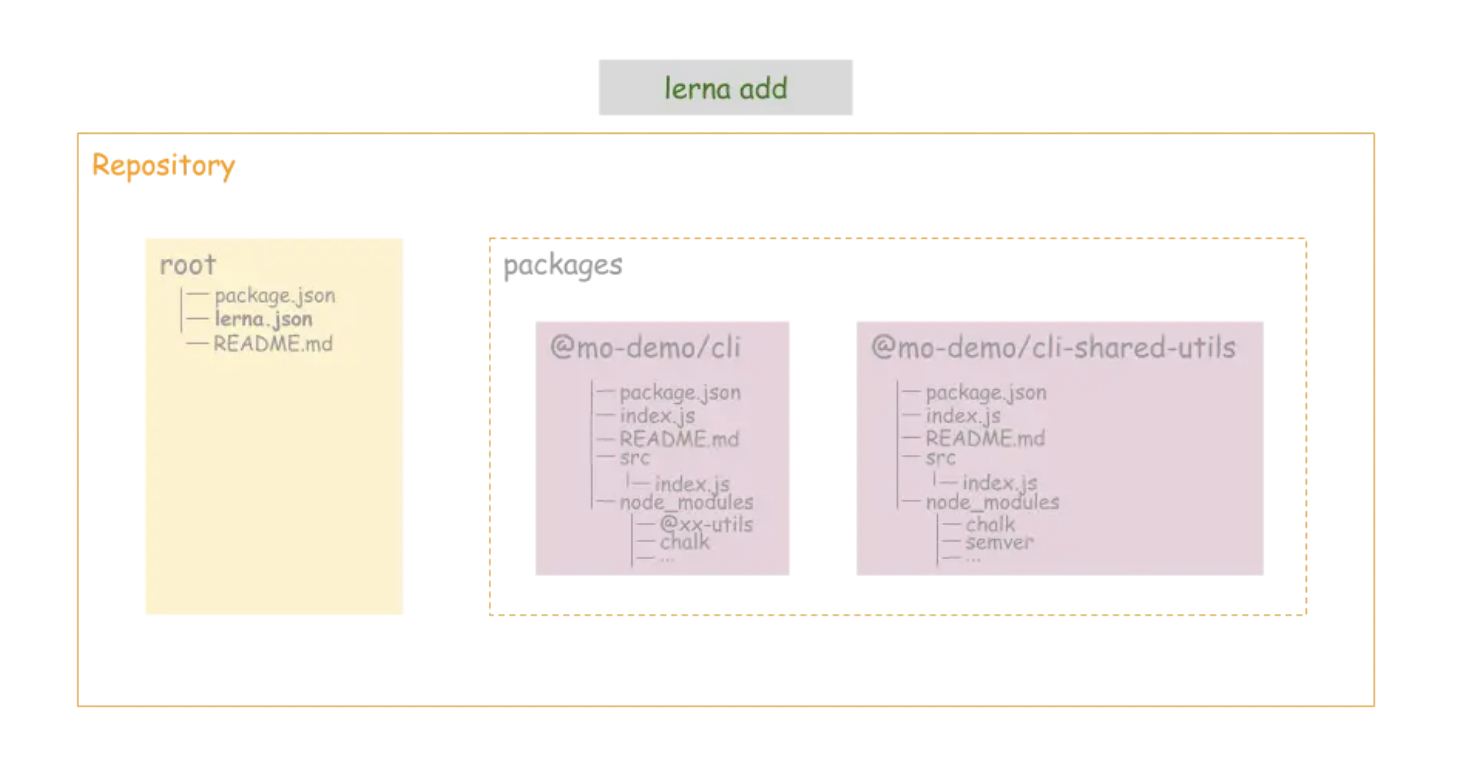 lerna add
Repository
root
package.json
lerna.json
README.md
packages
@mo-demo/cli
package.json
index.js
README.md
src
index.js
node_modules
@xx-utils
chalk
...
@mo-demo/cli-shared-utils
package.json
index.js
README.md
src
index.js
node_modules
chalk
semver
...